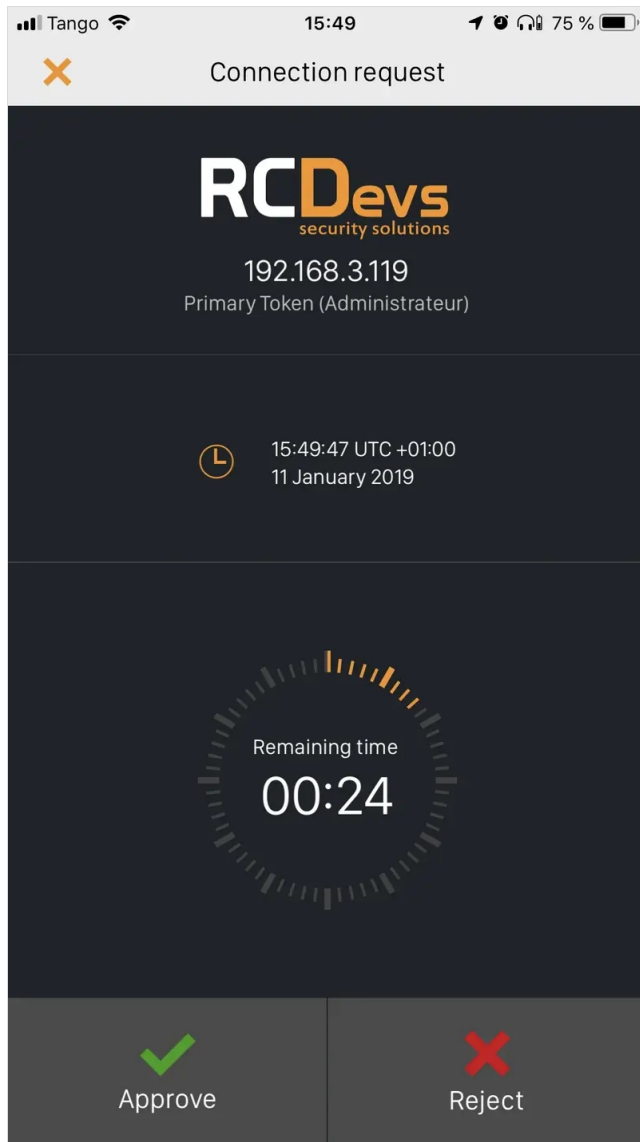 Tango 15:49 75 %
Connection request
RCDevs
security solutions
192.168.3.119
Primary Token (Administrateur)
15:49:47 UTC +01:00
11 January 2019
Remaining time
00:24
Approve Reject